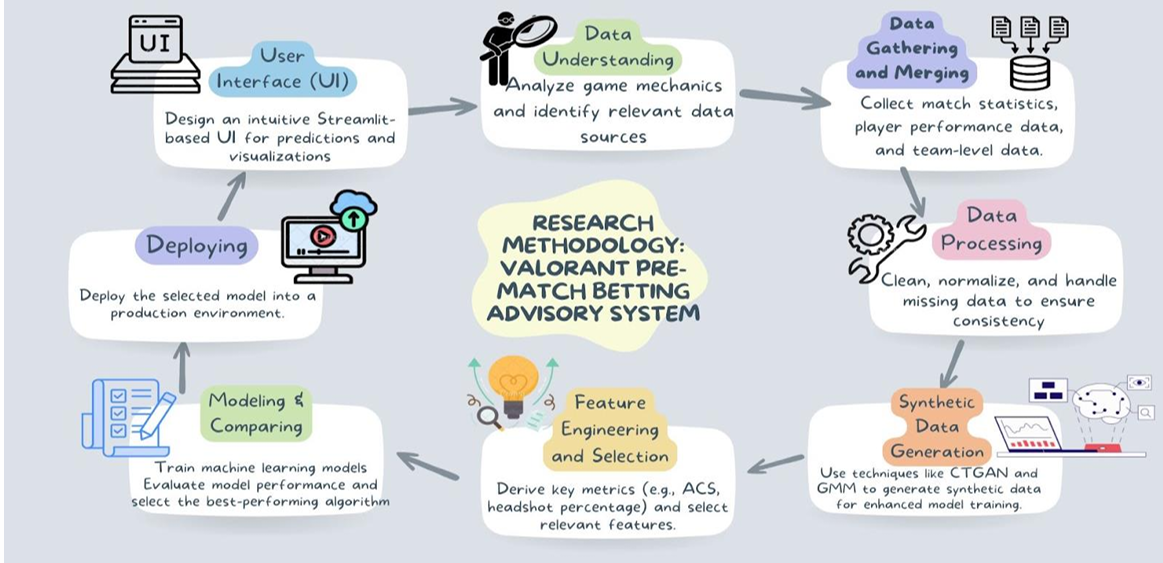 UI
User
Interface (UI)
Design an intuitive Streamlit-
based UI for predictions and
visualizations
Data
Understanding
Analyze game mechanics
and identify relevant data
sources
Data
Gathering
and Merging
Collect match statistics,
player performance data,
and team-level data.
Data
Processing
Clean, normalize, and handle
missing data to ensure
consistency
Synthetic
Data
Generation
Use techniques like CTGAN and
GMM to generate synthetic data
for enhanced model training.
Feature
Engineering
and Selection
Derive key metrics (e.g., ACS,
headshot percentage) and select
relevant features.
Modeling &
Comparing
Train machine learning models
Evaluate model performance and
select the best-performing algorithm
Deploying
Deploy the selected model into a
production environment.
RESEARCH
METHODOLOGY:
VALORANT PRE-
MATCH BETTING
ADVISORY SYSTEM